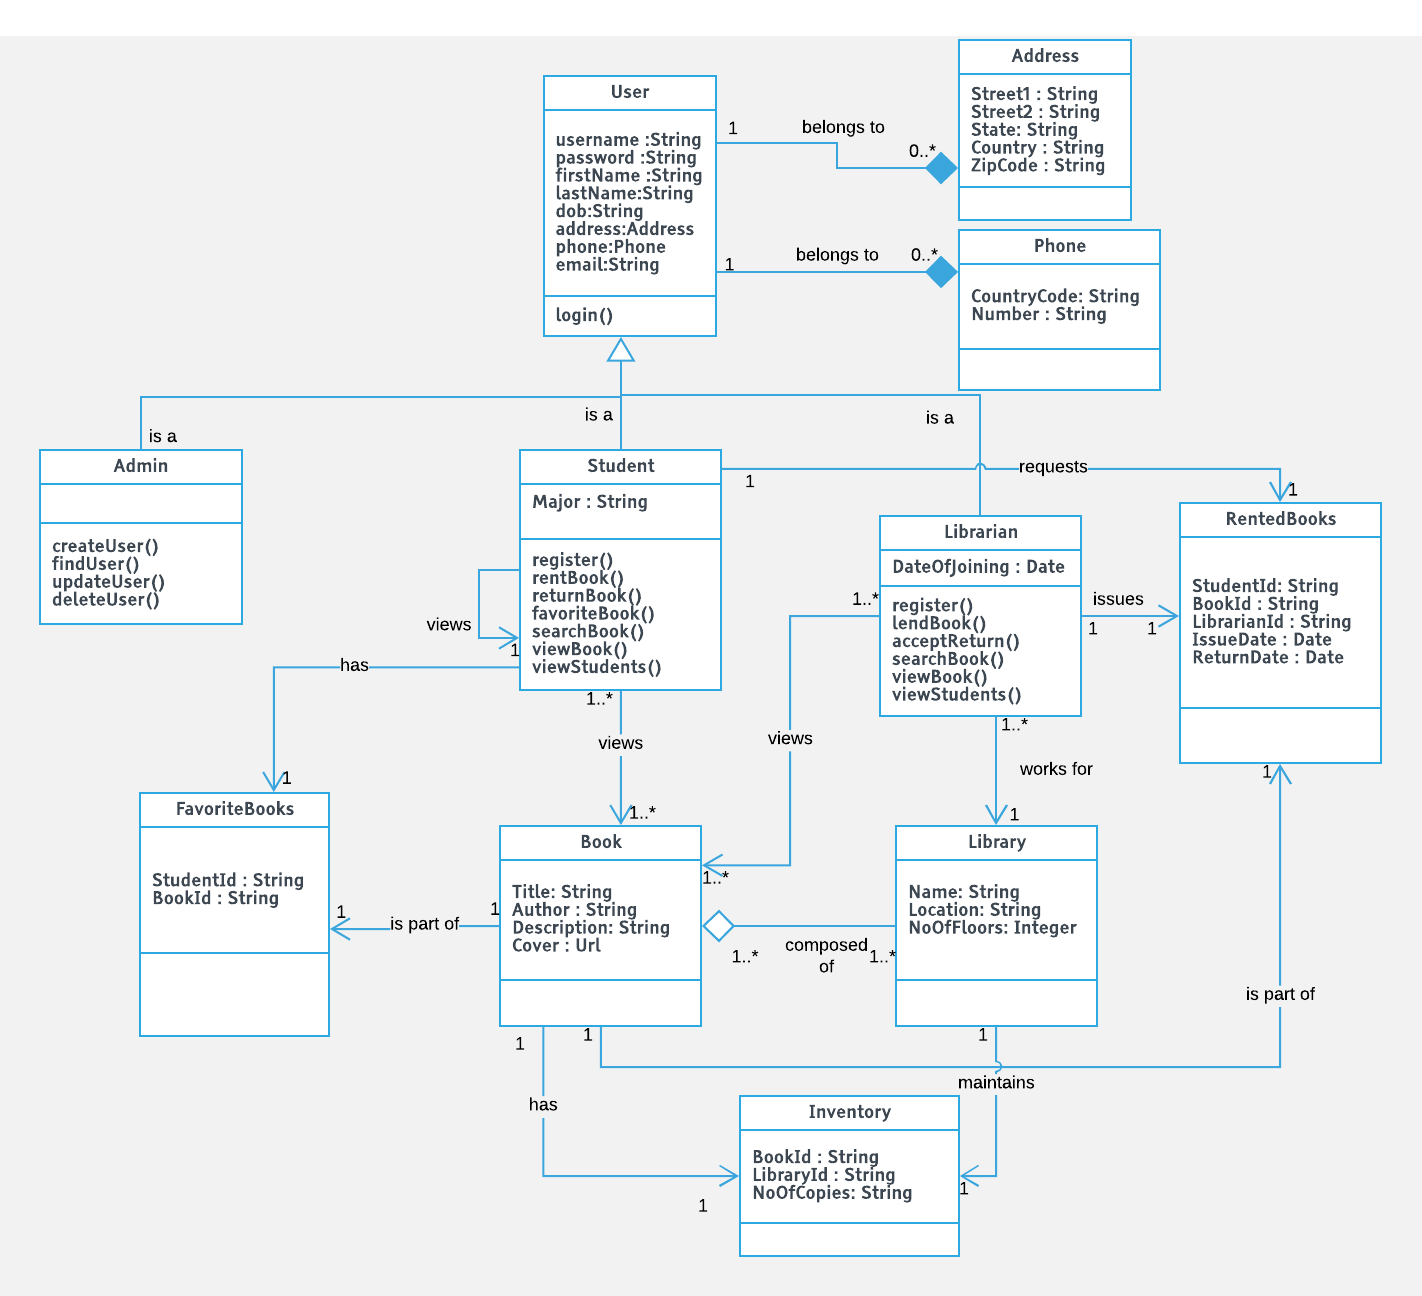 Address
Street1 : String
Street2 : String
State: String
Country : String
ZipCode : String
User
username :String
password :String
firstName :String
lastName:String
dob:String
address:Address
phone:Phone
email:String
login()
1
belongs to
0..*
1
belongs to
0..*
Phone
CountryCode: String
Number : String
is a
is a
is a
Admin
createUser()
findUser()
updateUser()
deleteUser()
Student
Major : String
register()
rentBook()
returnBook()
favoriteBook()
searchBook()
viewBook()
viewStudents()
1
requests
1
views
1
has
1
Librarian
DateOfJoining : Date
register()
lendBook()
acceptReturn()
searchBook()
viewBook()
viewStudents()
1..*
issues
1
1
RentedBooks
StudentId: String
BookId : String
LibrarianId : String
IssueDate : Date
ReturnDate : Date
1..*
views
1..*
views
1..*
1..*
works for
1
1
FavoriteBooks
StudentId : String
BookId : String
1
is part of
1
Book
Title: String
Author : String
Description: String
Cover : Url
1..*
composed
of
1..*
Library
Name: String
Location: String
NoOfFloors: Integer
is part of
1
1
1
has
maintains
Inventory
BookId : String
LibraryId : String
NoOfCopies: String
1
1